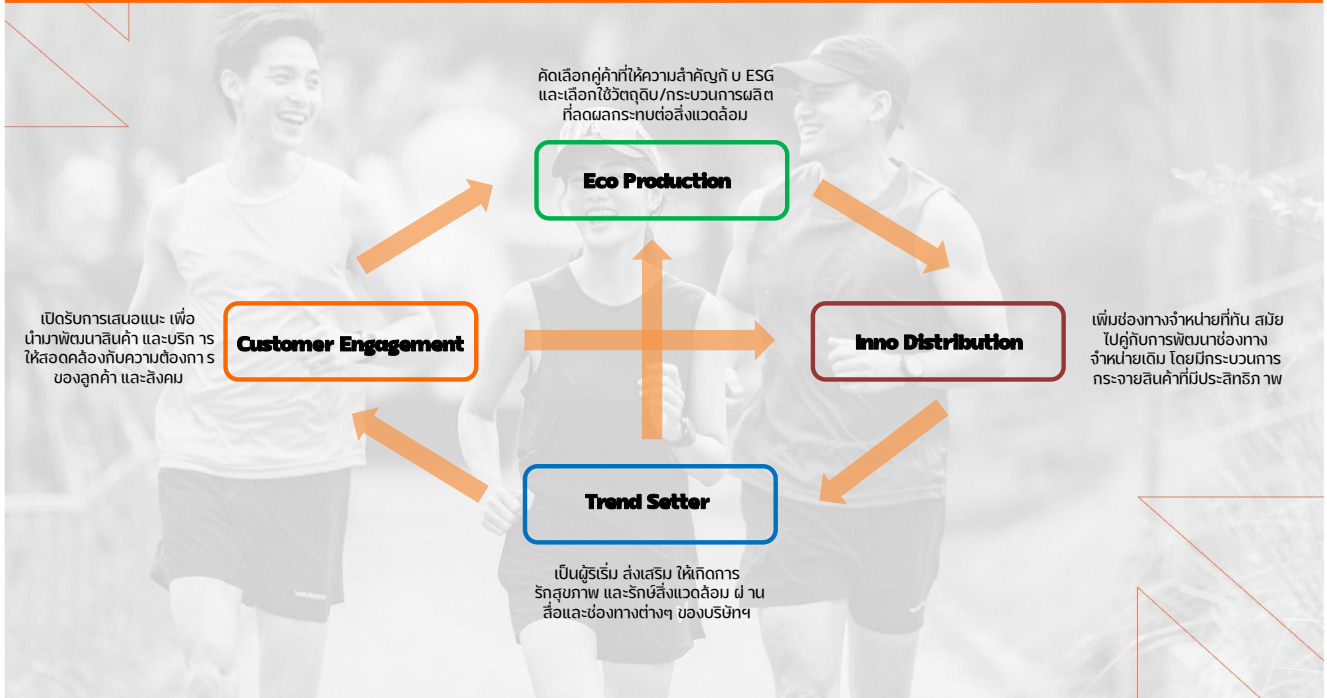 คัดเลือกคู่ค้าที่ให้ความสำคัญกับ ESG
และเลือกใช้วัตถุดิบ/กระบวนการผลิต
ที่ลดผลกระทบต่อสิ่งแวดล้อม
Eco Production
เปิดรับการเสนอแนะ เพื่อ
นำมาพัฒนาสินค้า และบริการ
ให้สอดคล้องกับความต้องการ
ของลูกค้า และสังคม
Customer Engagement
Inno Distribution
เพิ่มช่องทางจำหน่ายที่ทัน สมัย
ไปคู่กับการพัฒนาช่องทาง
จำหน่ายเดิม โดยมีกระบวนการ
กระจายสินค้าที่มีประสิทธิภาพ
Trend Setter
เป็นผู้ริเริ่ม ส่งเสริม ให้เกิดการ
รักสุขภาพ และรักษ์สิ่งแวดล้อม ผ่าน
สื่อและช่องทางต่างๆ ของบริษัทฯ